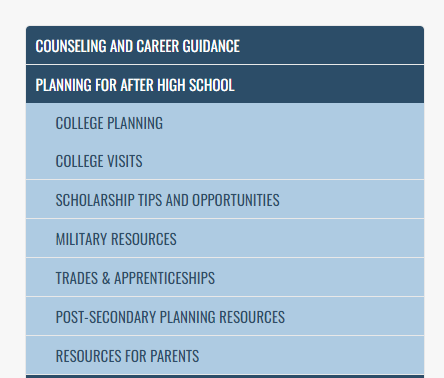 COUNSELING AND CAREER GUIDANCE
PLANNING FOR AFTER HIGH SCHOOL
COLLEGE PLANNING
COLLEGE VISITS
SCHOLARSHIP TIPS AND OPPORTUNITIES
MILITARY RESOURCES
TRADES & APPRENTICESHIPS
POST-SECONDARY PLANNING RESOURCES
RESOURCES FOR PARENTS